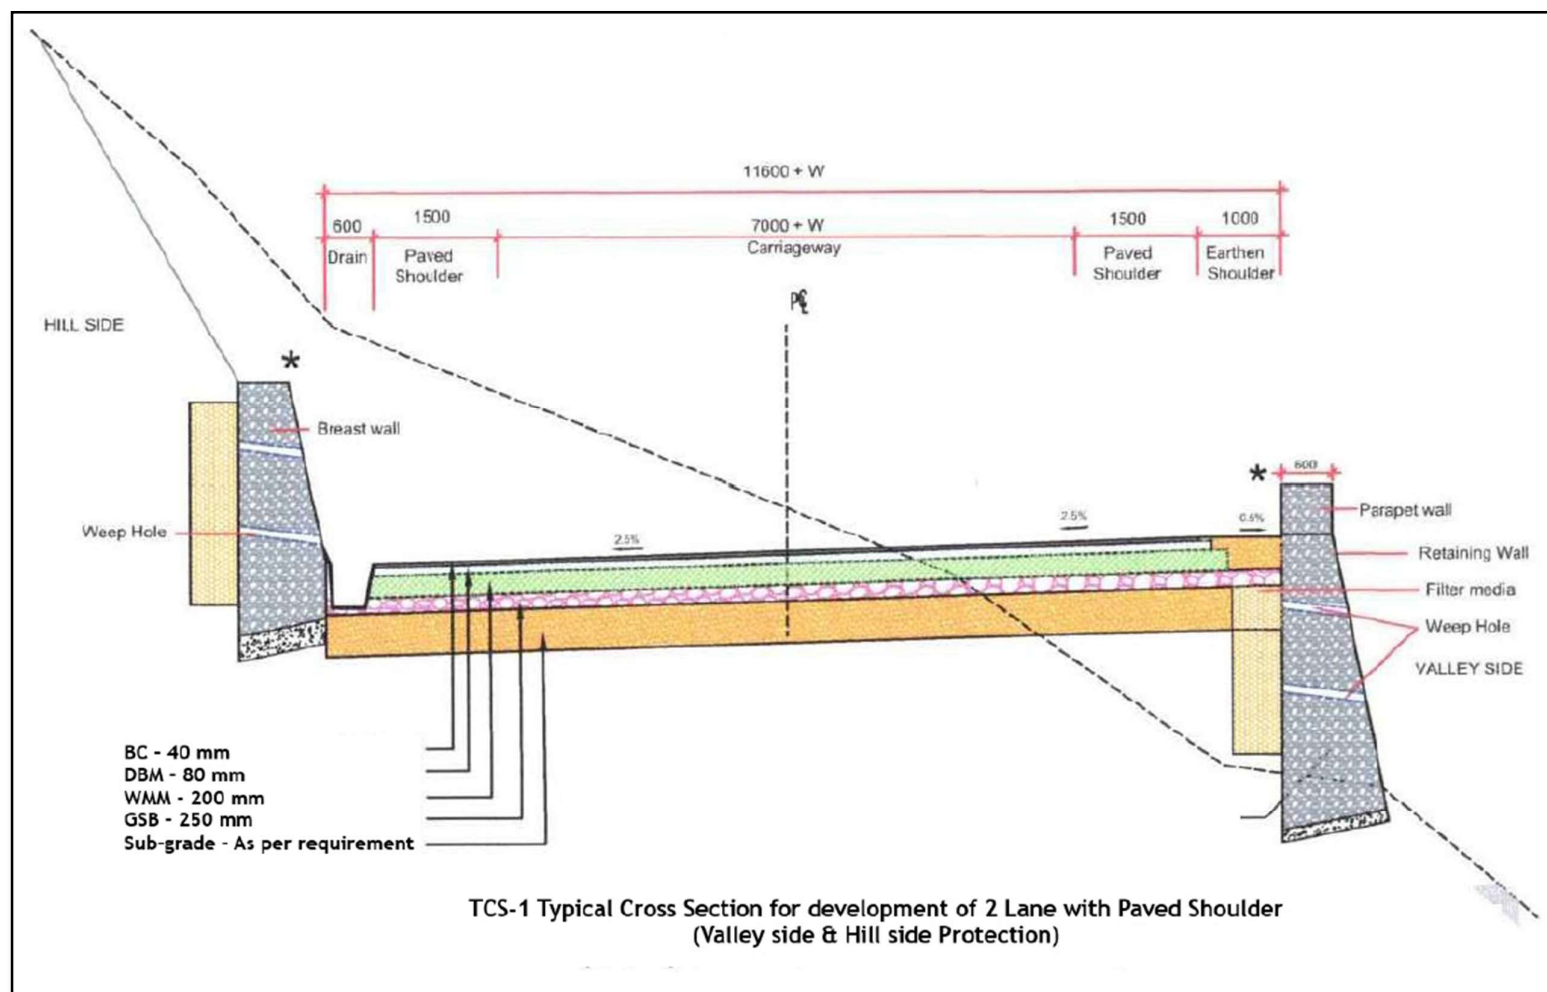 11600 + W
600
1500
7000 + W
1500
1000
Drain
Paved
Shoulder
Carriageway
Paved
Shoulder
Earthen
Shoulder
HILL SIDE
*
Breast wall
Weep Hole
2.5%
2.5%
*
600
Parapet wall
Retaining Wall
Filter media
Weep Hole
VALLEY SIDE
BC - 40 mm
DBM - 80 mm
WMM - 200 mm
GSB - 250 mm
Sub-grade - As per requirement
TCS-1 Typical Cross Section for development of 2 Lane with Paved Shoulder
(Valley side & Hill side Protection)